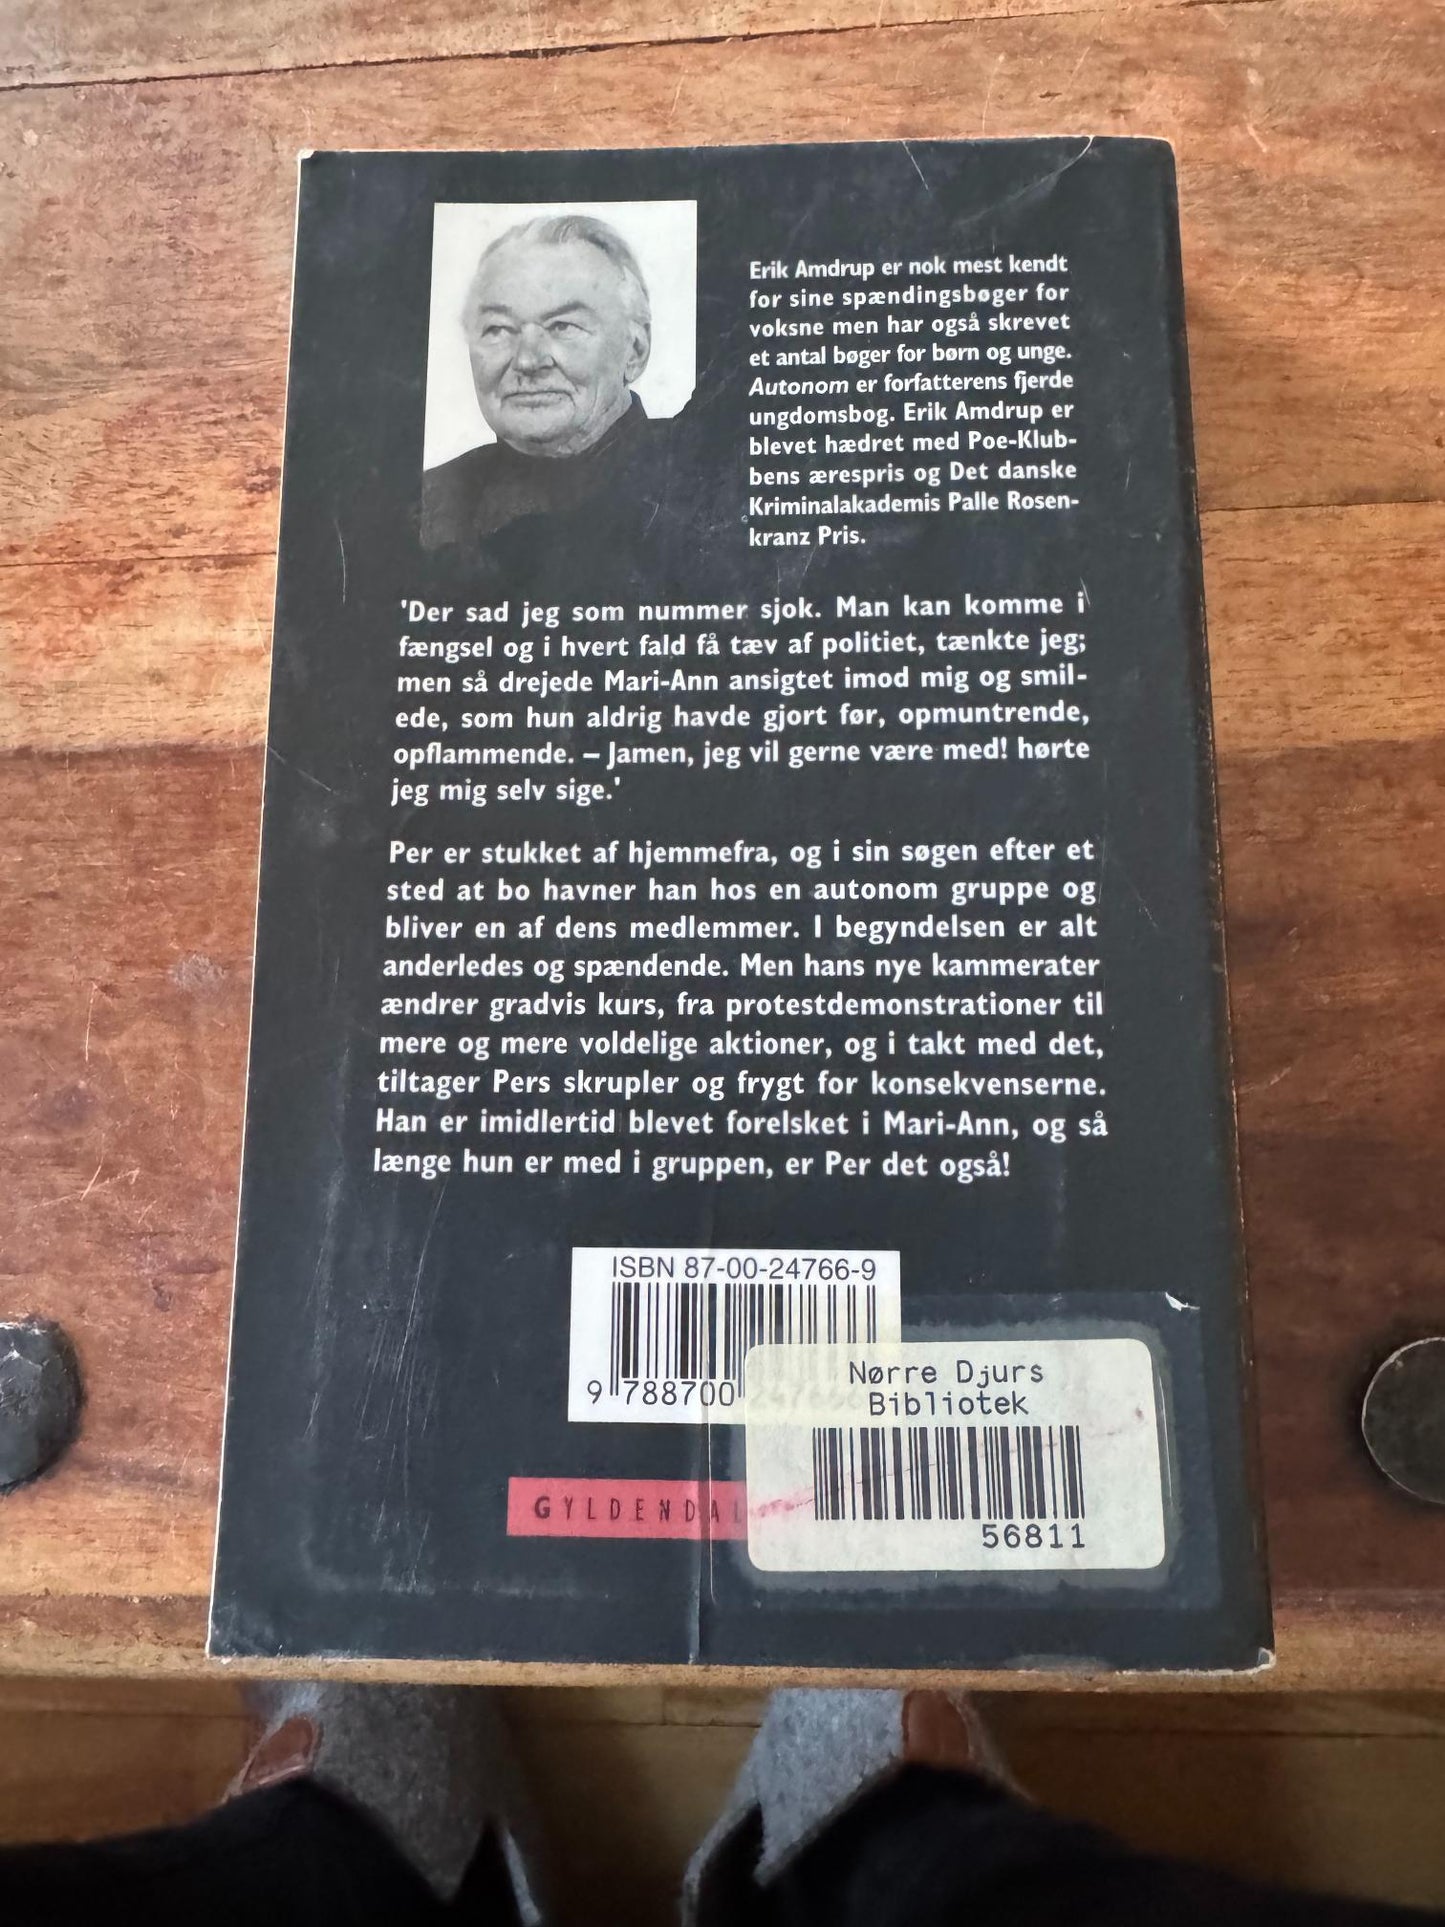 Erik Amdrup er nok mest kendt
for sine spændingsbøger for
voksne men har også skrevet
et antal bøger for børn og unge.
Autonom er forfatterens fjerde
ungdomsbog. Erik Amdrup er
blevet hædret med Poe-Klub-
bens ærespris og Det danske
Kriminalakademis Palle Rosen-
kranz Pris.
'Der sad jeg som nummer sjok. Man kan komme i
fængsel og i hvert fald få tæv af politiet, tænkte jeg;
men så drejede Mari-Ann ansigtet imod mig og smil-
ede, som hun aldrig havde gjort før, opmuntrende,
opflammende. – Jamen, jeg vil gerne være med! hørte
jeg mig selv sige.'
Per er stukket af hjemmefra, og i sin søgen efter et
sted at bo havner han hos en autonom gruppe og
bliver en af dens medlemmer. I begyndelsen er alt
anderledes og spændende. Men hans nye kammerater
ændrer gradvis kurs, fra protestdemonstrationer til
mere og mere voldelige aktioner, og i takt med det,
tiltager Pers skrupler og frygt for konsekvenserne.
Han er imidlertid blevet forelsket i Mari-Ann, og så
længe hun er med i gruppen, er Per det også!
ISBN 87-00-24766-9
9 788700 247666
Nørre Djurs
Bibliotek
56811
GYLDENDAL